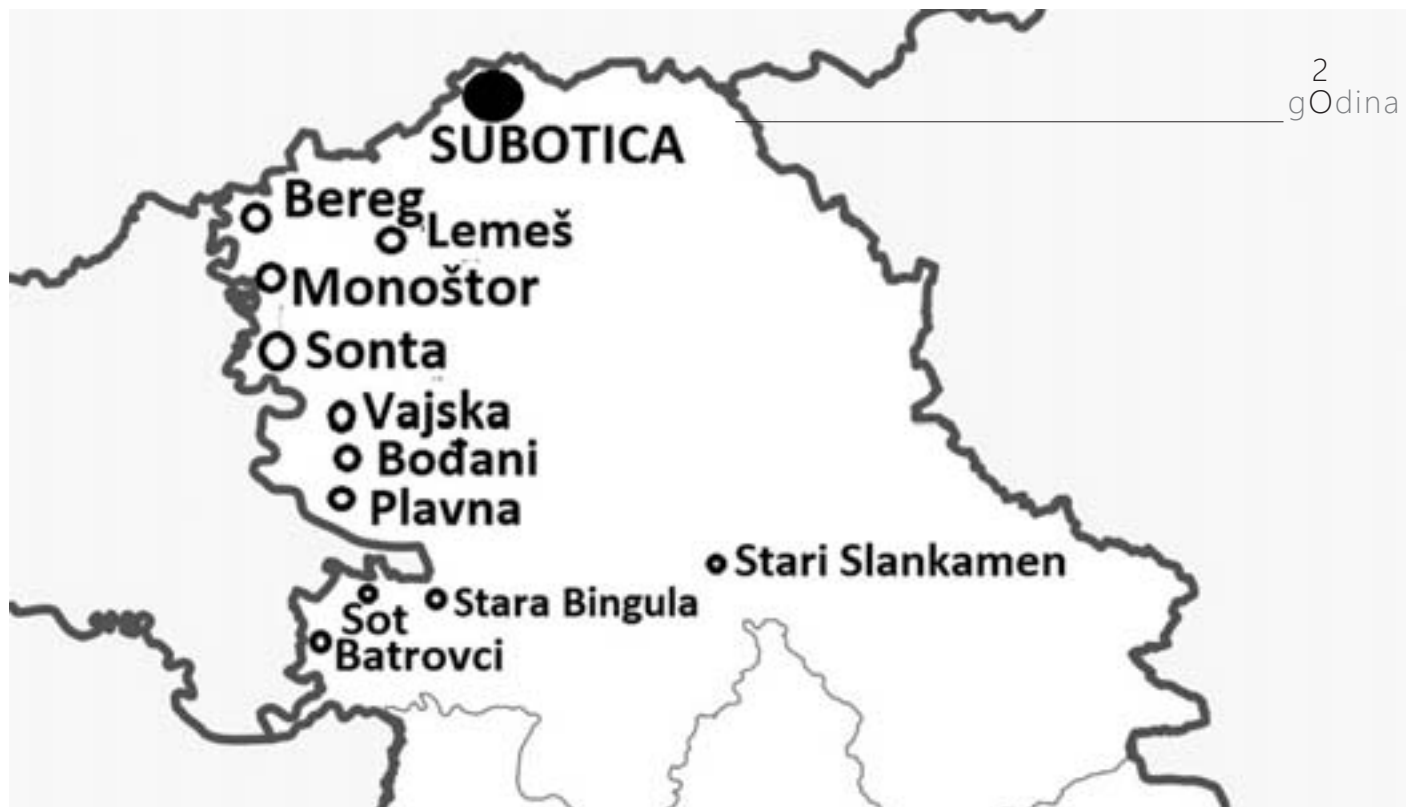 2
gOdina
SUBOTICA
Bereg
Lemeš
Monoštor
Sonta
Vajska
Bođani
Plavna
Stari Slankamen
Sot
Stara Bingula
Batrovci